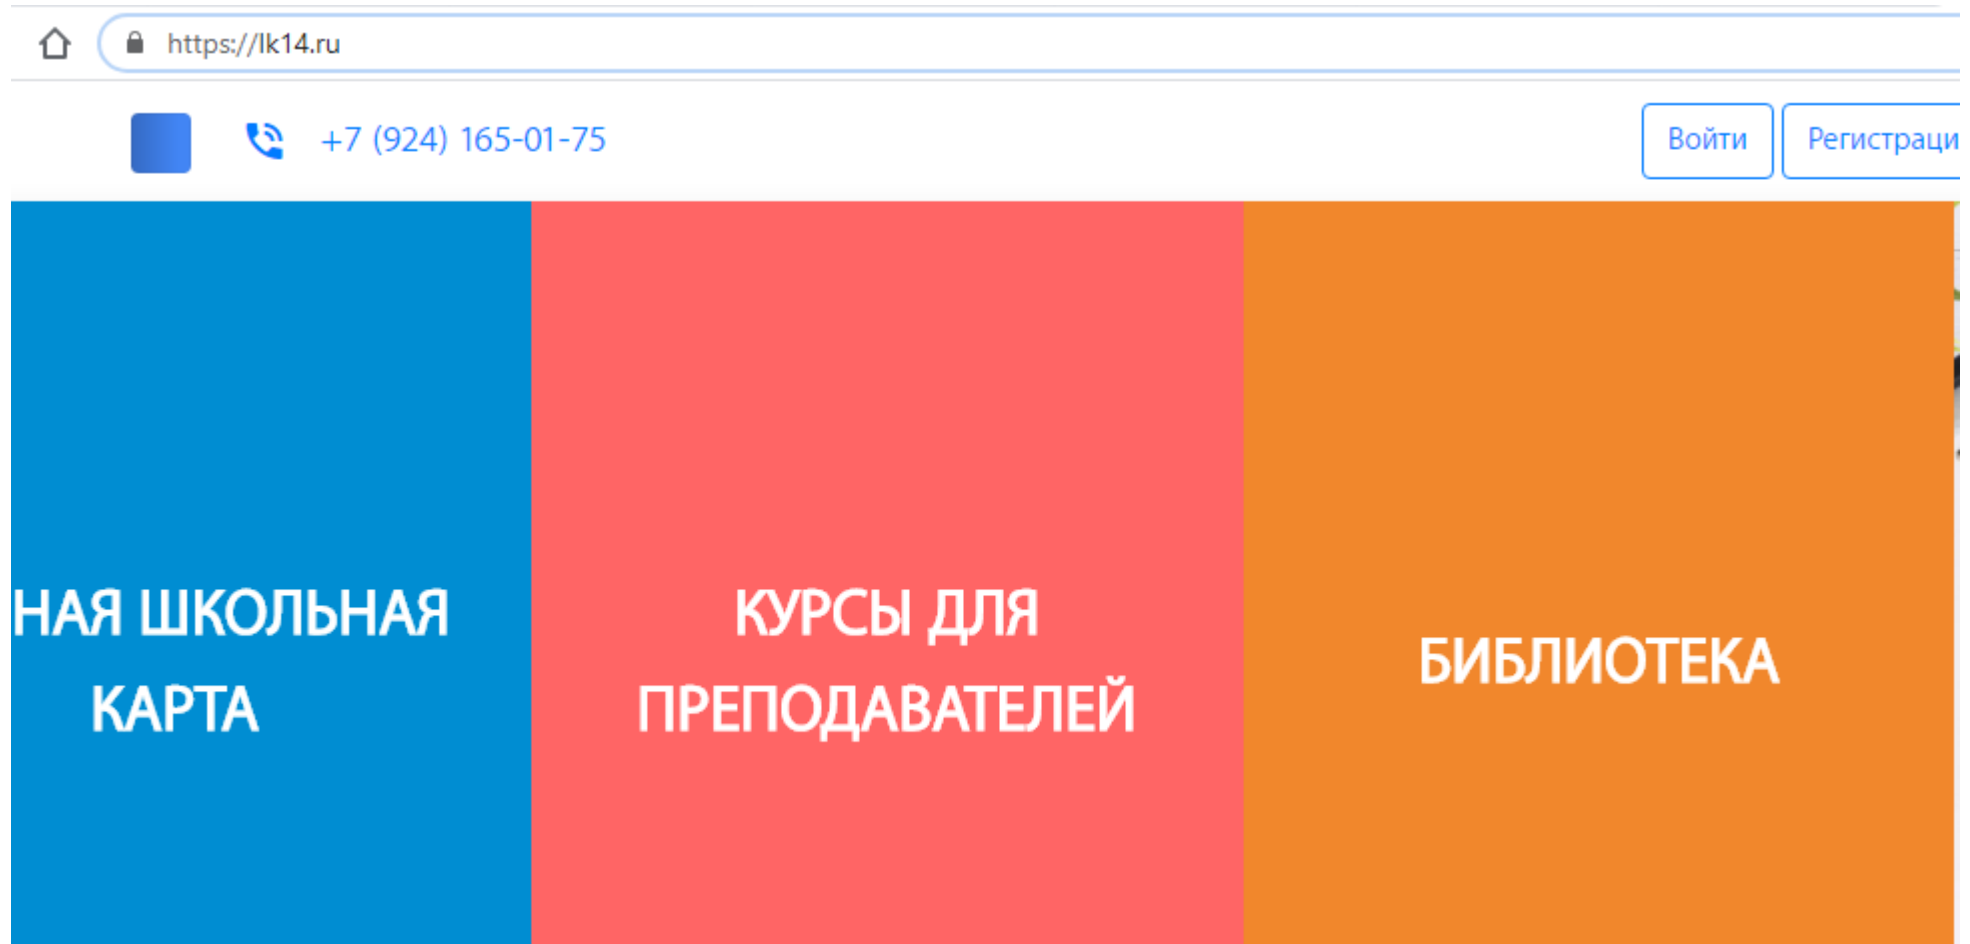 https://lk14.ru
+7 (924) 165-01-75
Войти
Регистраци
НАЯ ШКОЛЬНАЯ
КАРТА
КУРСЫ ДЛЯ
ПРЕПОДАВАТЕЛЕЙ
БИБЛИОТЕКА